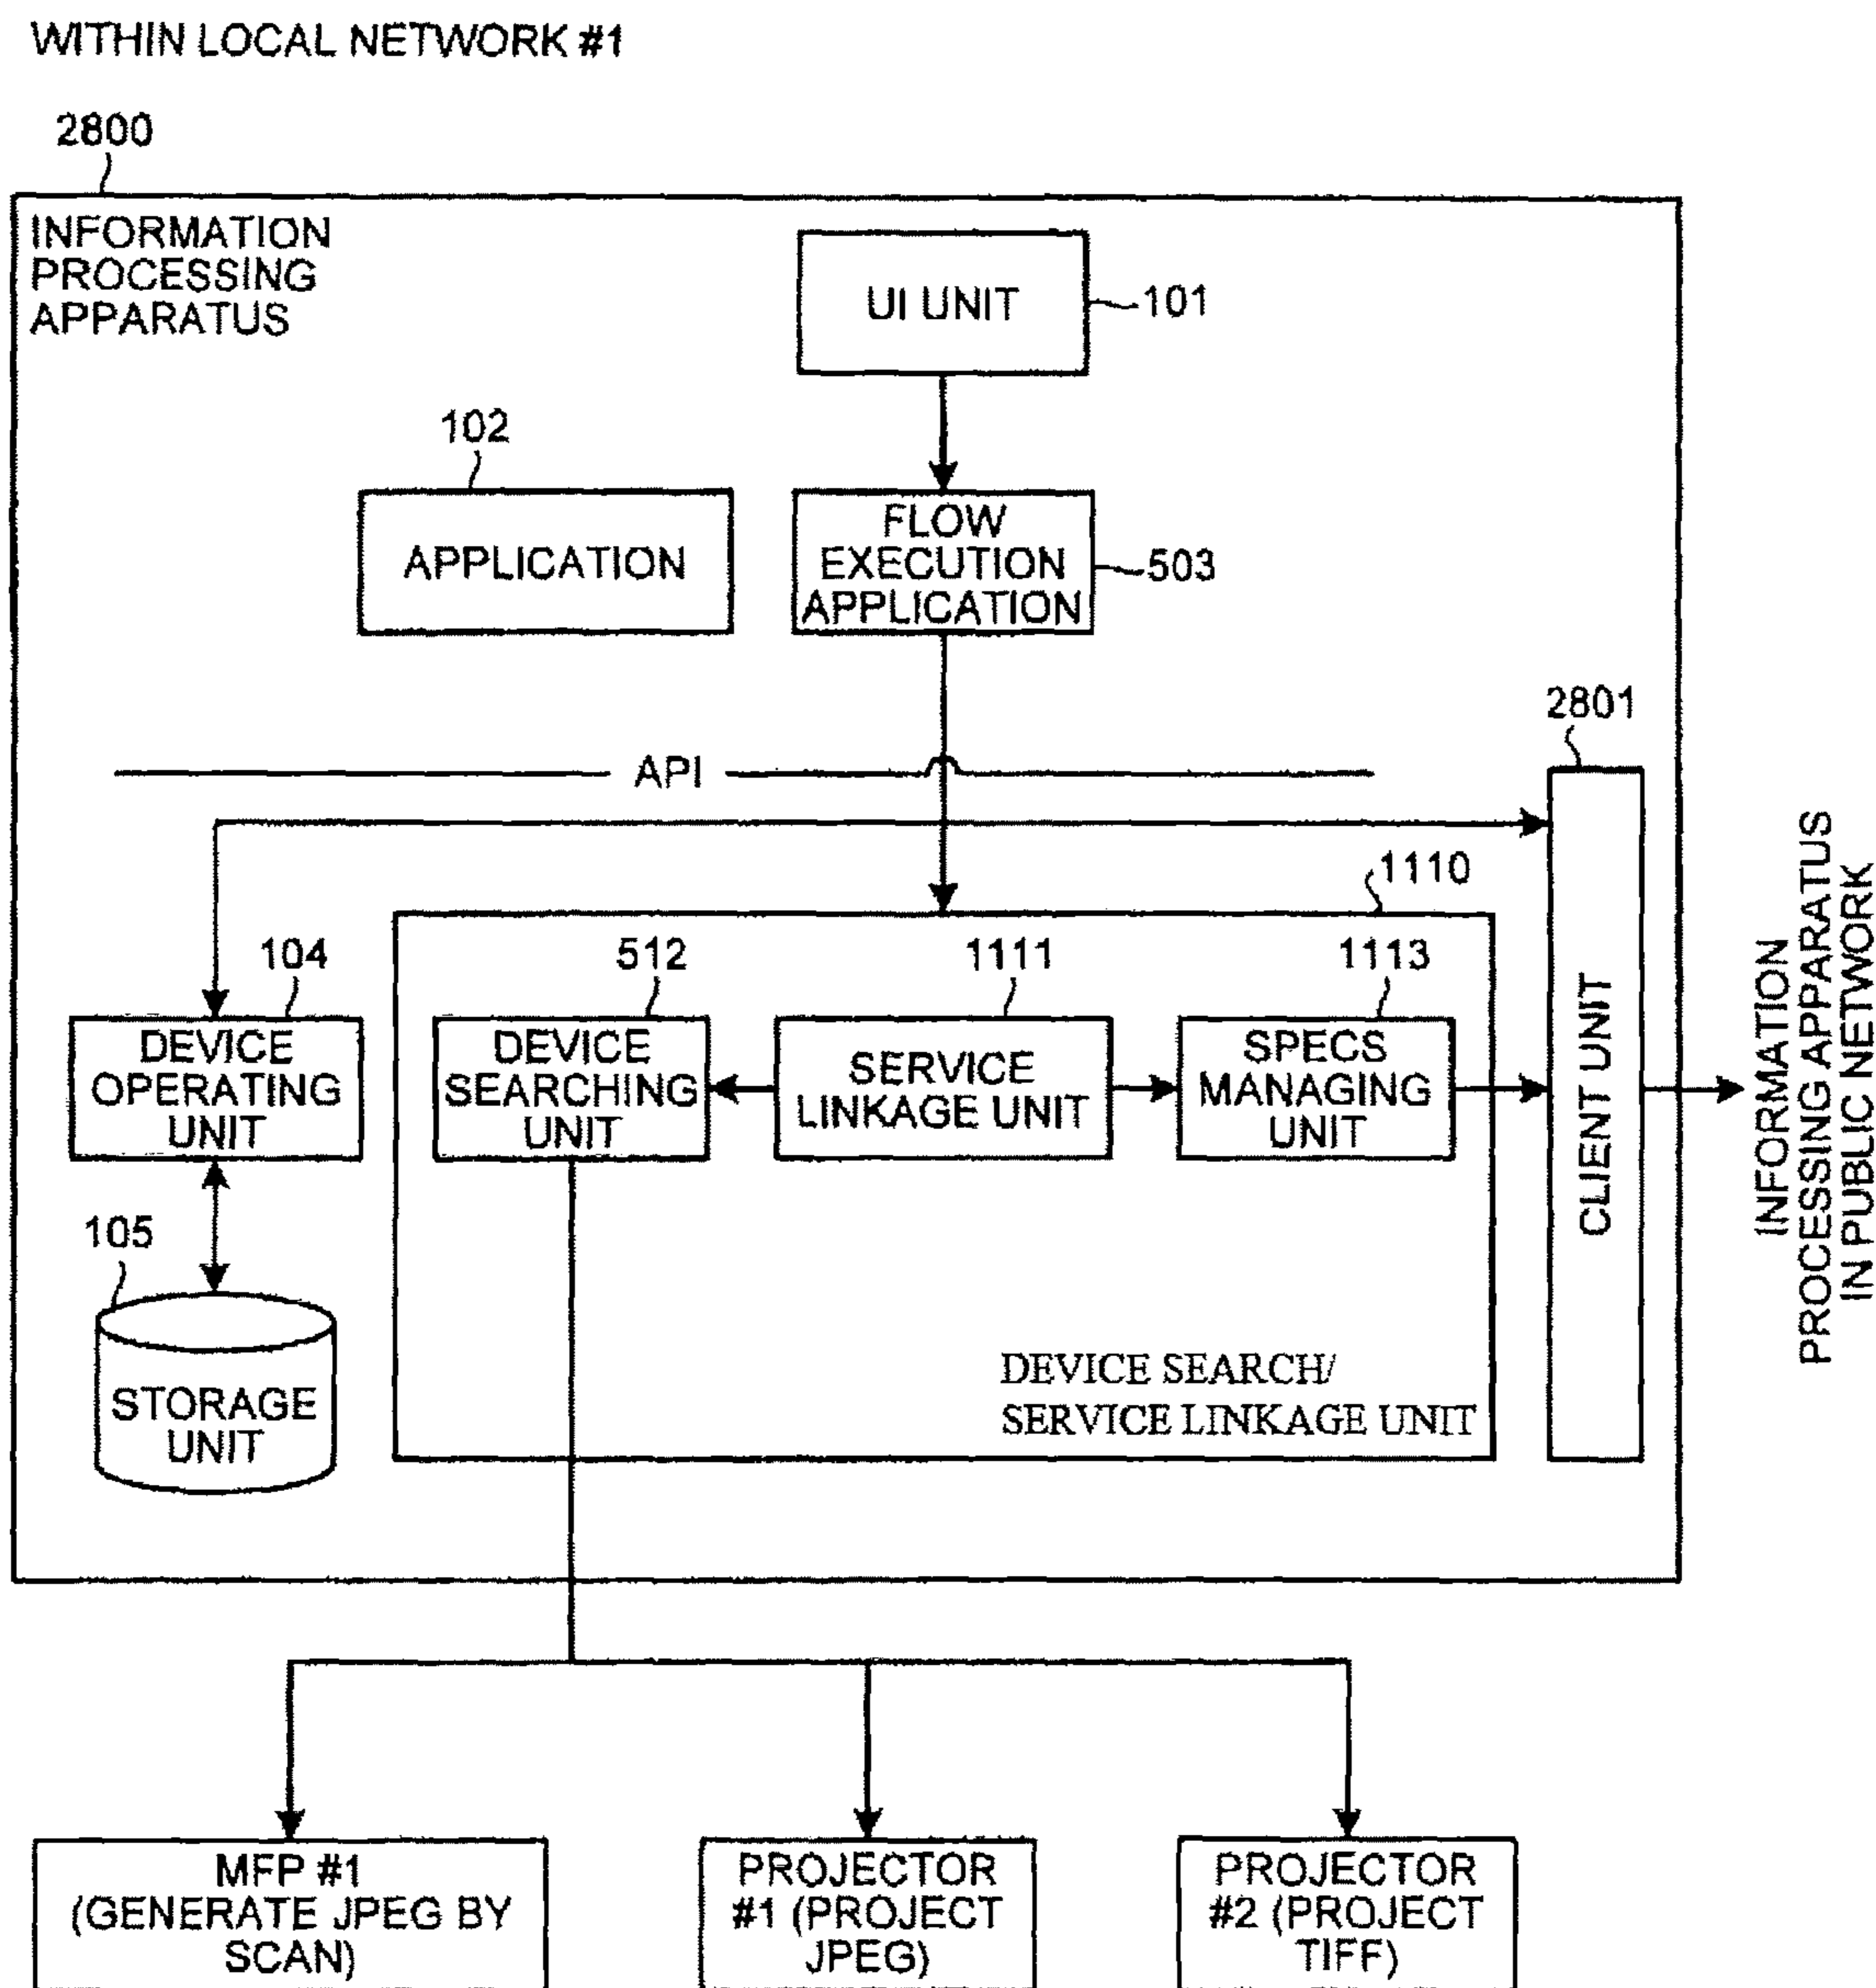 WITHIN LOCAL NETWORK #1
2800
INFORMATION
PROCESSING
APPARATUS
UI UNIT
101
102
APPLICATION
FLOW
EXECUTION
APPLICATION
503
2801
API
1110
104
512
1111
1113
DEVICE
OPERATING
UNIT
DEVICE
SEARCHING
UNIT
SERVICE
LINKAGE UNIT
SPECS
MANAGING
UNIT
CLIENT UNIT
INFORMATION
PROCESSING APPARATUS
IN PUBLIC NETWORK
105
STORAGE
UNIT
DEVICE SEARCH/
SERVICE LINKAGE UNIT
MFP #1
(GENERATE JPEG BY
SCAN)
PROJECTOR
#1 (PROJECT
JPEG)
PROJECTOR
#2 (PROJECT
TIFF)